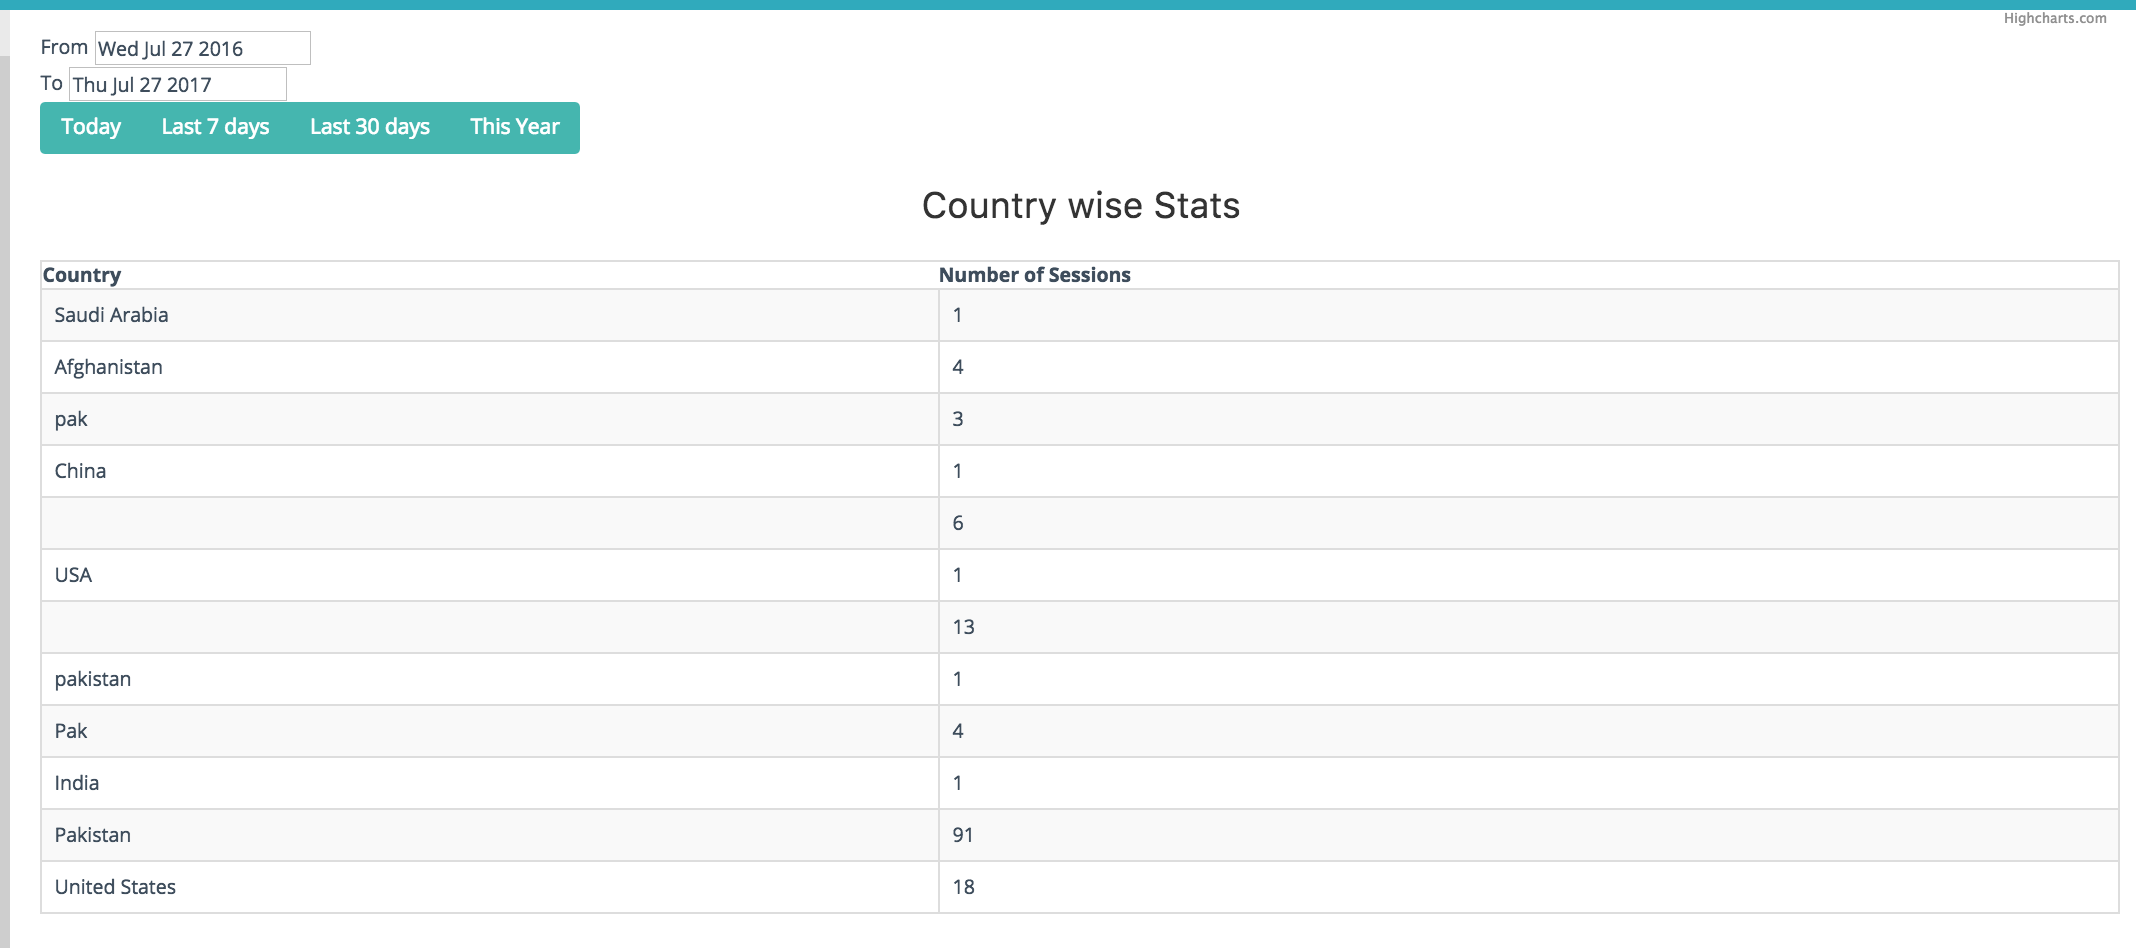 Highcharts.com
From Wed Jul 27 2016
To Thu Jul 27 2017
Today Last 7 days Last 30 days This Year
Country wise Stats
Country Number of Sessions
Saudi Arabia 1
Afghanistan 4
pak 3
China 1
6
USA 1
13
pakistan 1
Pak 4
India 1
Pakistan 91
United States 18